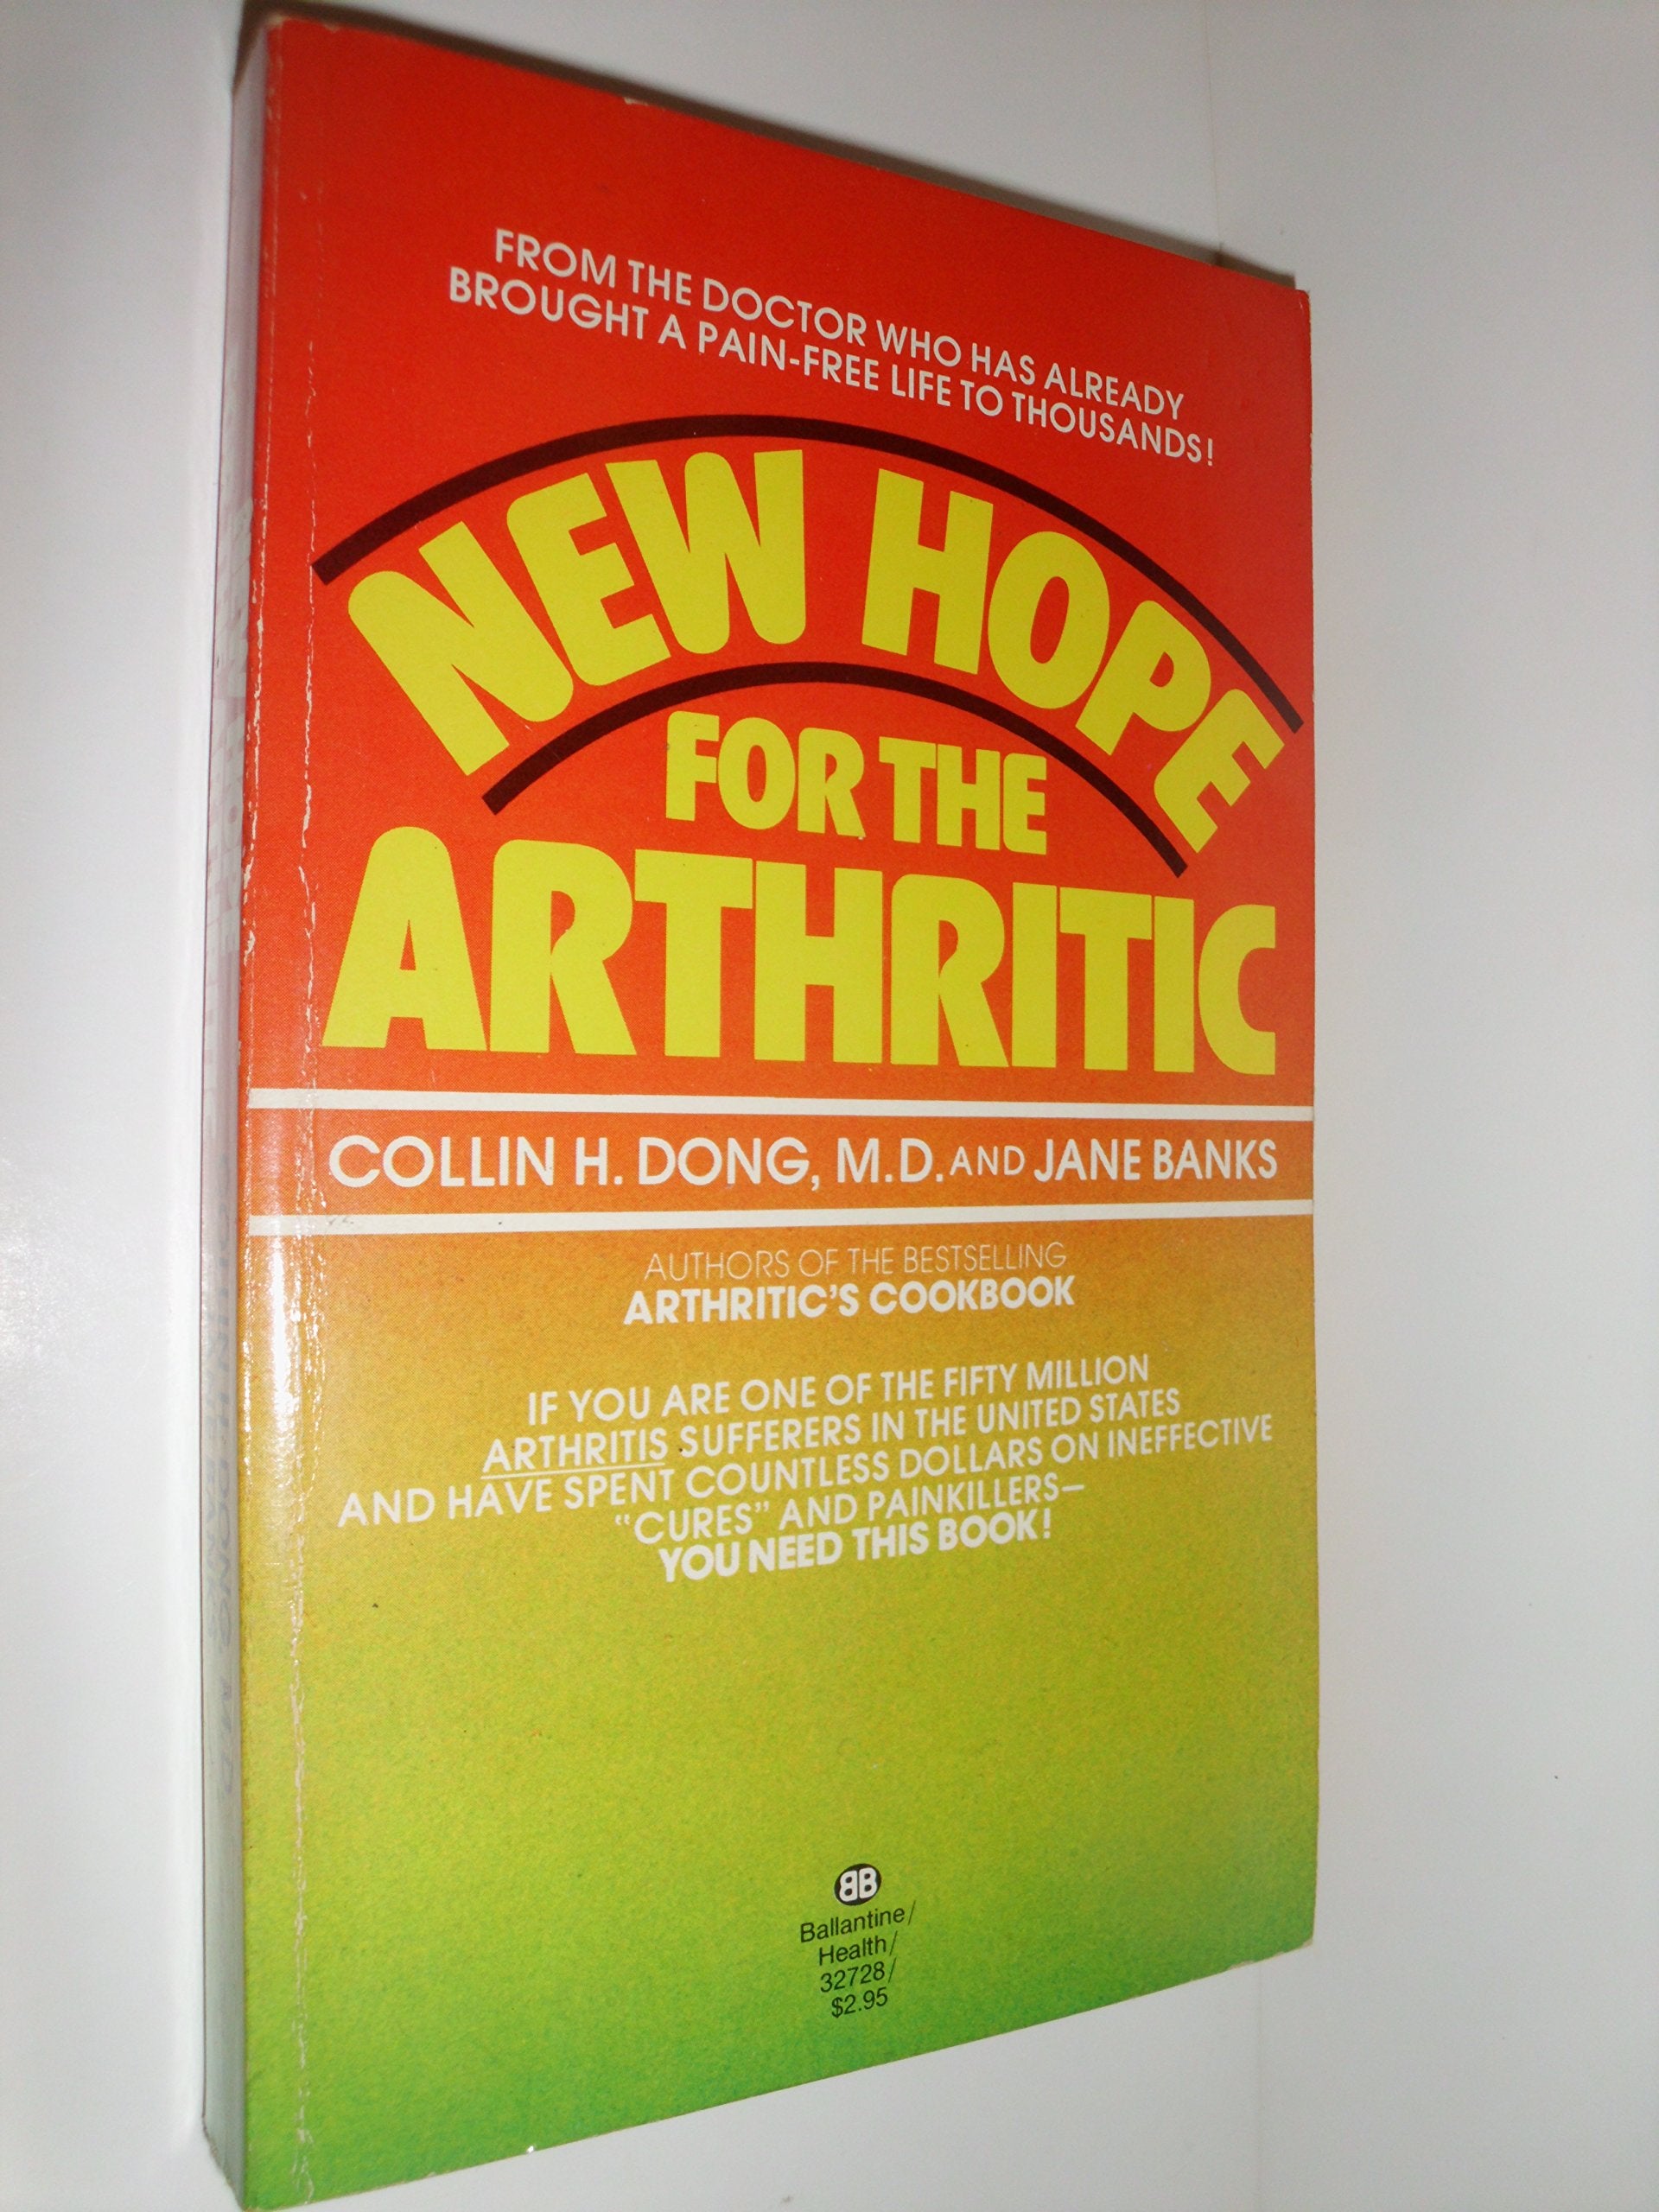 FROM THE DOCTOR WHO HAS ALREADY
BROUGHT A PAIN-FREE LIFE TO THOUSANDS!
NEW HOPE
FOR THE
ARTHRITIC
COLLIN H. DONG, M.D. AND JANE BANKS
AUTHORS OF THE BESTSELLING
ARTHRITIC'S COOKBOOK
IF YOU ARE ONE OF THE FIFTY MILLION
ARTHRITIS SUFFERERS IN THE UNITED STATES
AND HAVE SPENT COUNTLESS DOLLARS ON INEFFECTIVE
"CURES" AND PAINKILLERS—
YOU NEED THIS BOOK!
BB
Ballantine/
Health/
32728/
$2.95